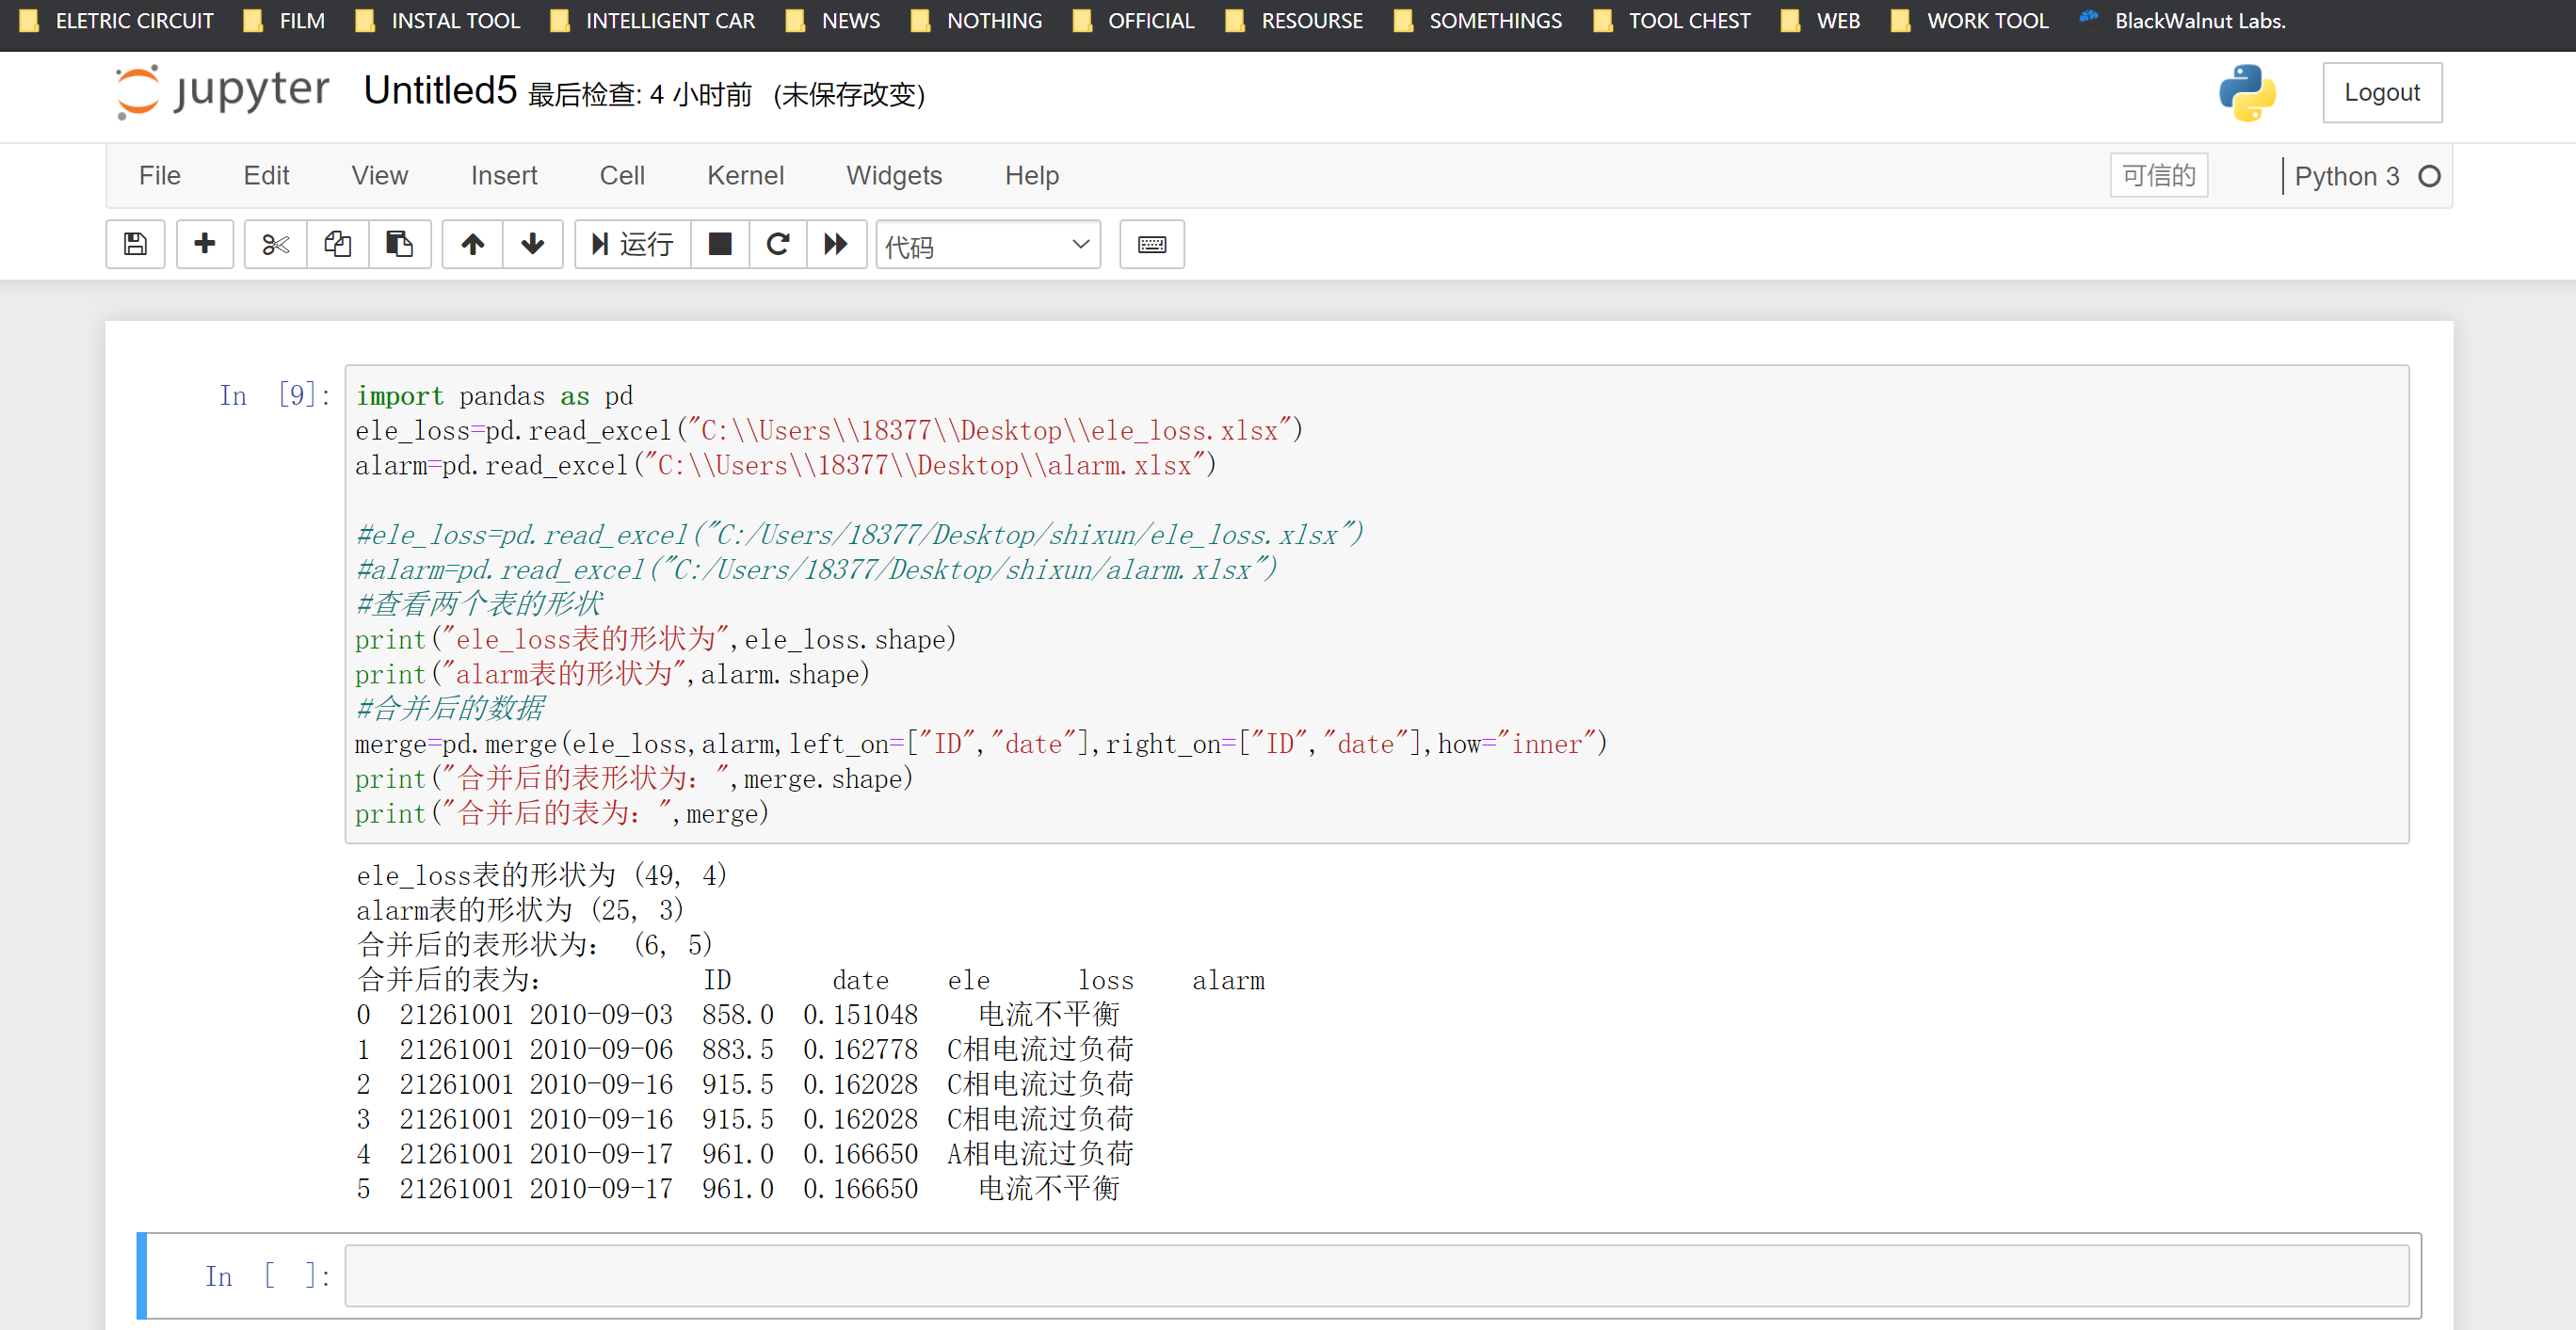 ELETRIC CIRCUIT FILM INSTAL TOOL INTELLIGENT CAR NEWS NOTHING OFFICIAL RESOURSE SOMETHINGS TOOL CHEST WEB WORK TOOL BlackWalnut Labs.
jupyter Untitled5 最后检查: 4 小时前 (未保存改变) Logout
File Edit View Insert Cell Kernel Widgets Help 可信的 Python 3
运行 代码
In [9]: import pandas as pd
ele_loss=pd.read_excel("C:\\Users\\18377\\Desktop\\ele_loss.xlsx")
alarm=pd.read_excel("C:\\Users\\18377\\Desktop\\alarm.xlsx")
#ele_loss=pd.read_excel("C:/Users/18377/Desktop/shixun/ele_loss.xlsx")
#alarm=pd.read_excel("C:/Users/18377/Desktop/shixun/alarm.xlsx")
#查看两个表的形状
print("ele_loss表的形状为",ele_loss.shape)
print("alarm表的形状为",alarm.shape)
#合并后的数据
merge=pd.merge(ele_loss,alarm,left_on=["ID","date"],right_on=["ID","date"],how="inner")
print("合并后的表形状为：",merge.shape)
print("合并后的表为：",merge)
ele_loss表的形状为 (49, 4)
alarm表的形状为 (25, 3)
合并后的表形状为： (6, 5)
合并后的表为： ID date ele loss alarm
0 21261001 2010-09-03 858.0 0.151048 电流不平衡
1 21261001 2010-09-06 883.5 0.162778 C相电流过负荷
2 21261001 2010-09-16 915.5 0.162028 C相电流过负荷
3 21261001 2010-09-16 915.5 0.162028 C相电流过负荷
4 21261001 2010-09-17 961.0 0.166650 A相电流过负荷
5 21261001 2010-09-17 961.0 0.166650 电流不平衡
In [ ]: